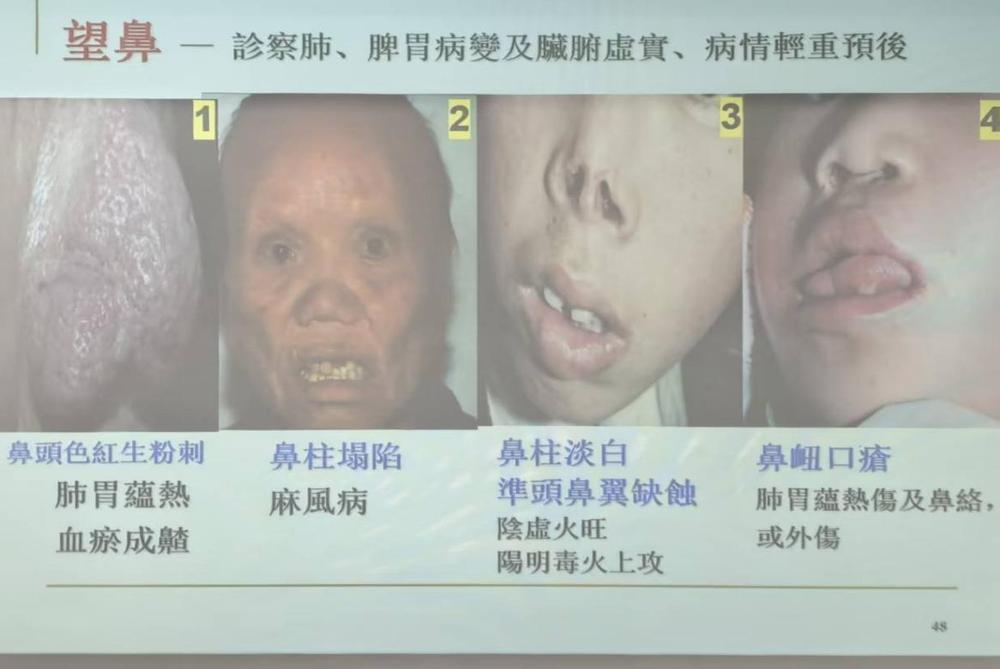 望鼻 — 診察肺、脾胃病變及臟腑虛實、病情輕重預後
1
2
3
4
鼻頭色紅生粉刺
肺胃蘊熱
血瘀成齇
鼻柱塌陷
麻風病
鼻柱淡白
準頭鼻翼缺蝕
陰虛火旺
陽明毒火上攻
鼻衄口瘡
肺胃蘊熱傷及鼻絡，
或外傷
48